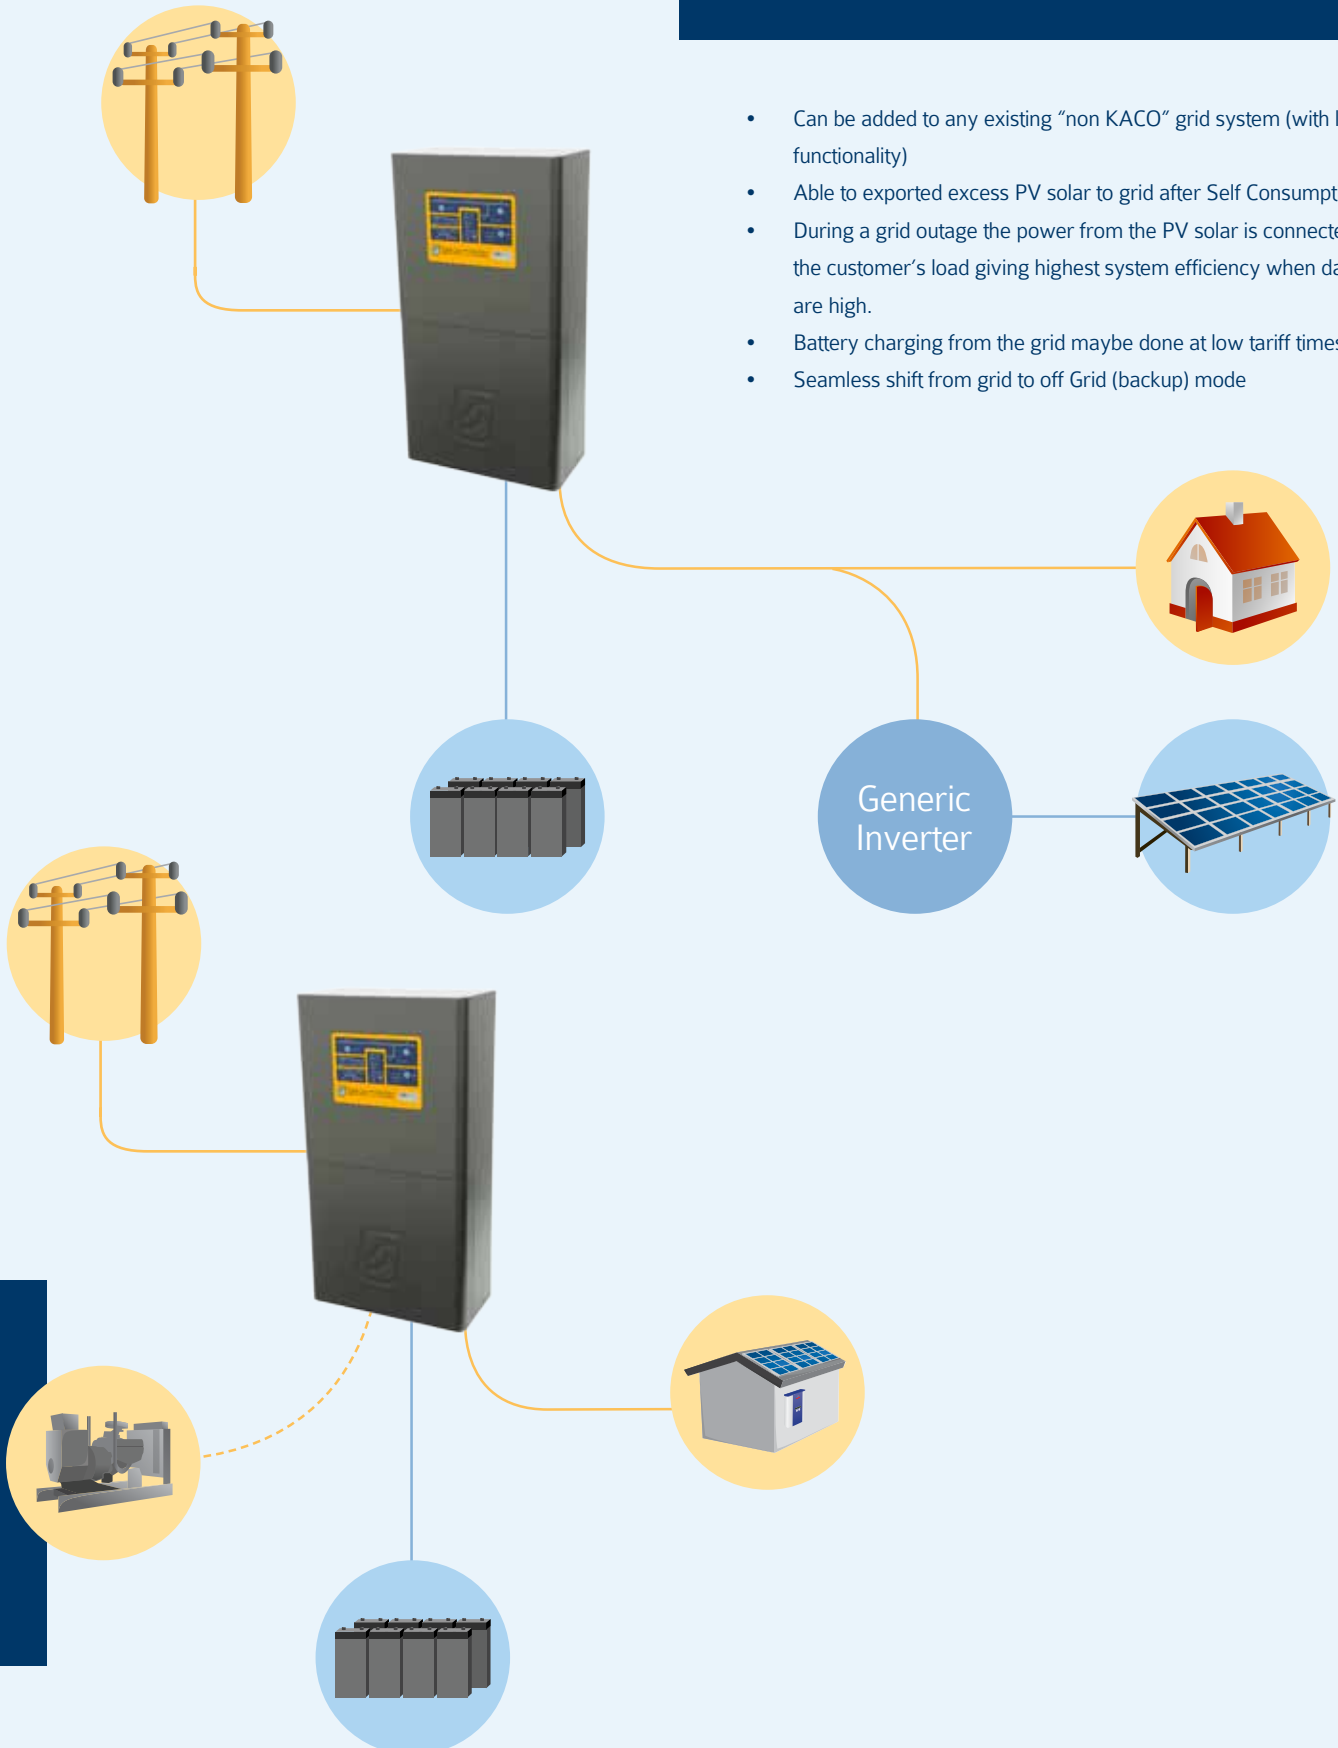 • Can be added to any existing “non KACO” grid system (with
functionality)
• Able to exported excess PV solar to grid after Self
• During a grid outage the power from the PV solar is
the customer’s load giving highest system efficiency when
are high.
• Battery charging from the grid maybe done at low tariff times
• Seamless shift from grid to off Grid (backup) mode
Generic
Inverter